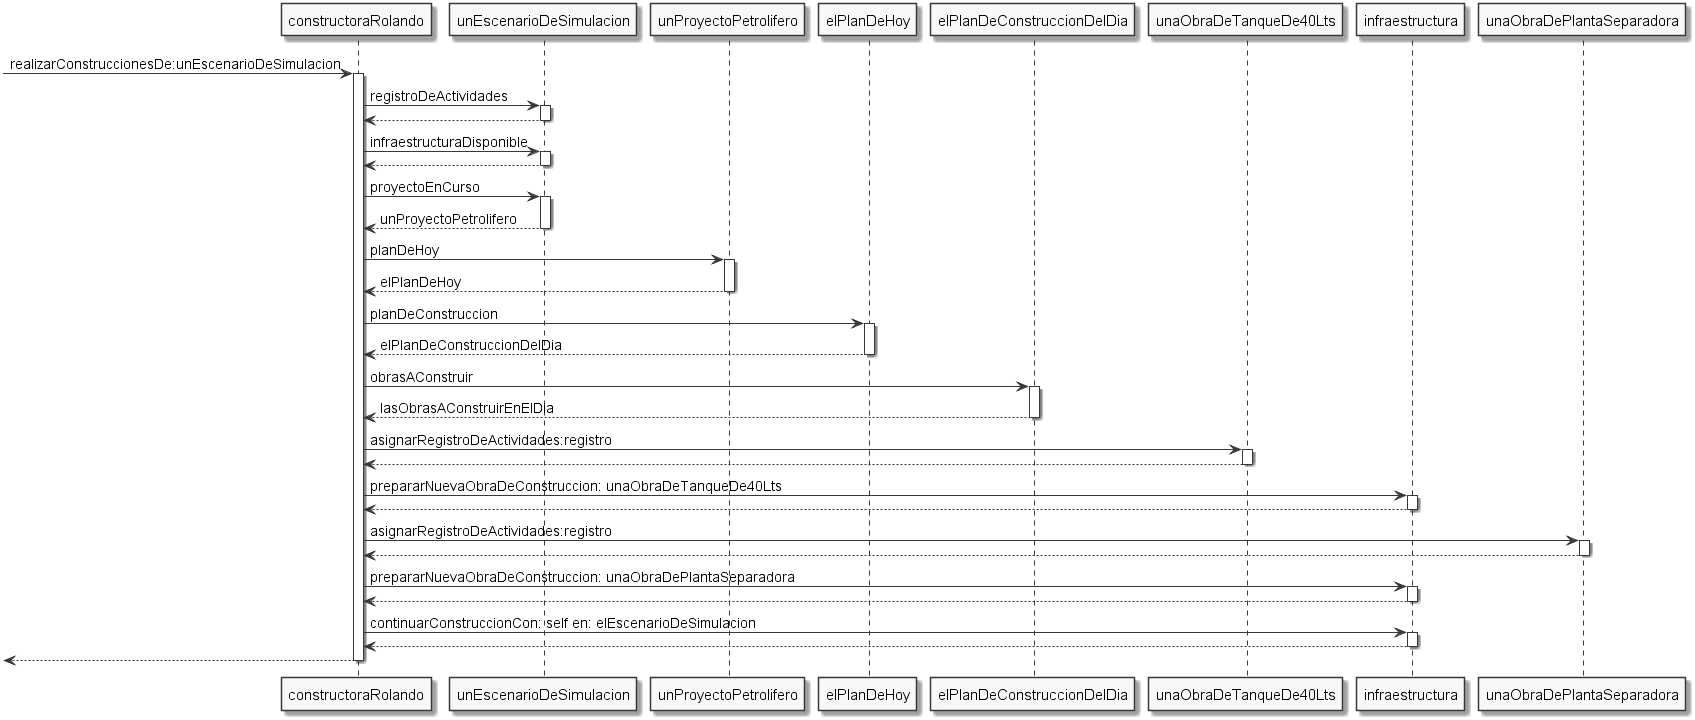 constructoraRolando
unEscenarioDeSimulacion
unProyectoPetrolifero
elPlanDeHoy
elPlanDeConstruccionDelDia
unaObraDeTanqueDe40Lts
infraestructura
unaObraDePlantaSeparadora
realizarConstruccionesDe:unEscenarioDeSimulacion
registroDeActividades
infraestructuraDisponible
proyectoEnCurso
unProyectoPetrolifero
planDeHoy
elPlanDeHoy
planDeConstruccion
elPlanDeConstruccionDelDia
obrasAConstruir
lasObrasAConstruirEnElDia
asignarRegistroDeActividades:registro
prepararNuevaObraDeConstruccion: unaObraDeTanqueDe40Lts
asignarRegistroDeActividades:registro
prepararNuevaObraDeConstruccion: unaObraDePlantaSeparadora
continuarConstruccionCon: self en: elEscenarioDeSimulacion
constructoraRolando
unEscenarioDeSimulacion
unProyectoPetrolifero
elPlanDeHoy
elPlanDeConstruccionDelDia
unaObraDeTanqueDe40Lts
infraestructura
unaObraDePlantaSeparadora